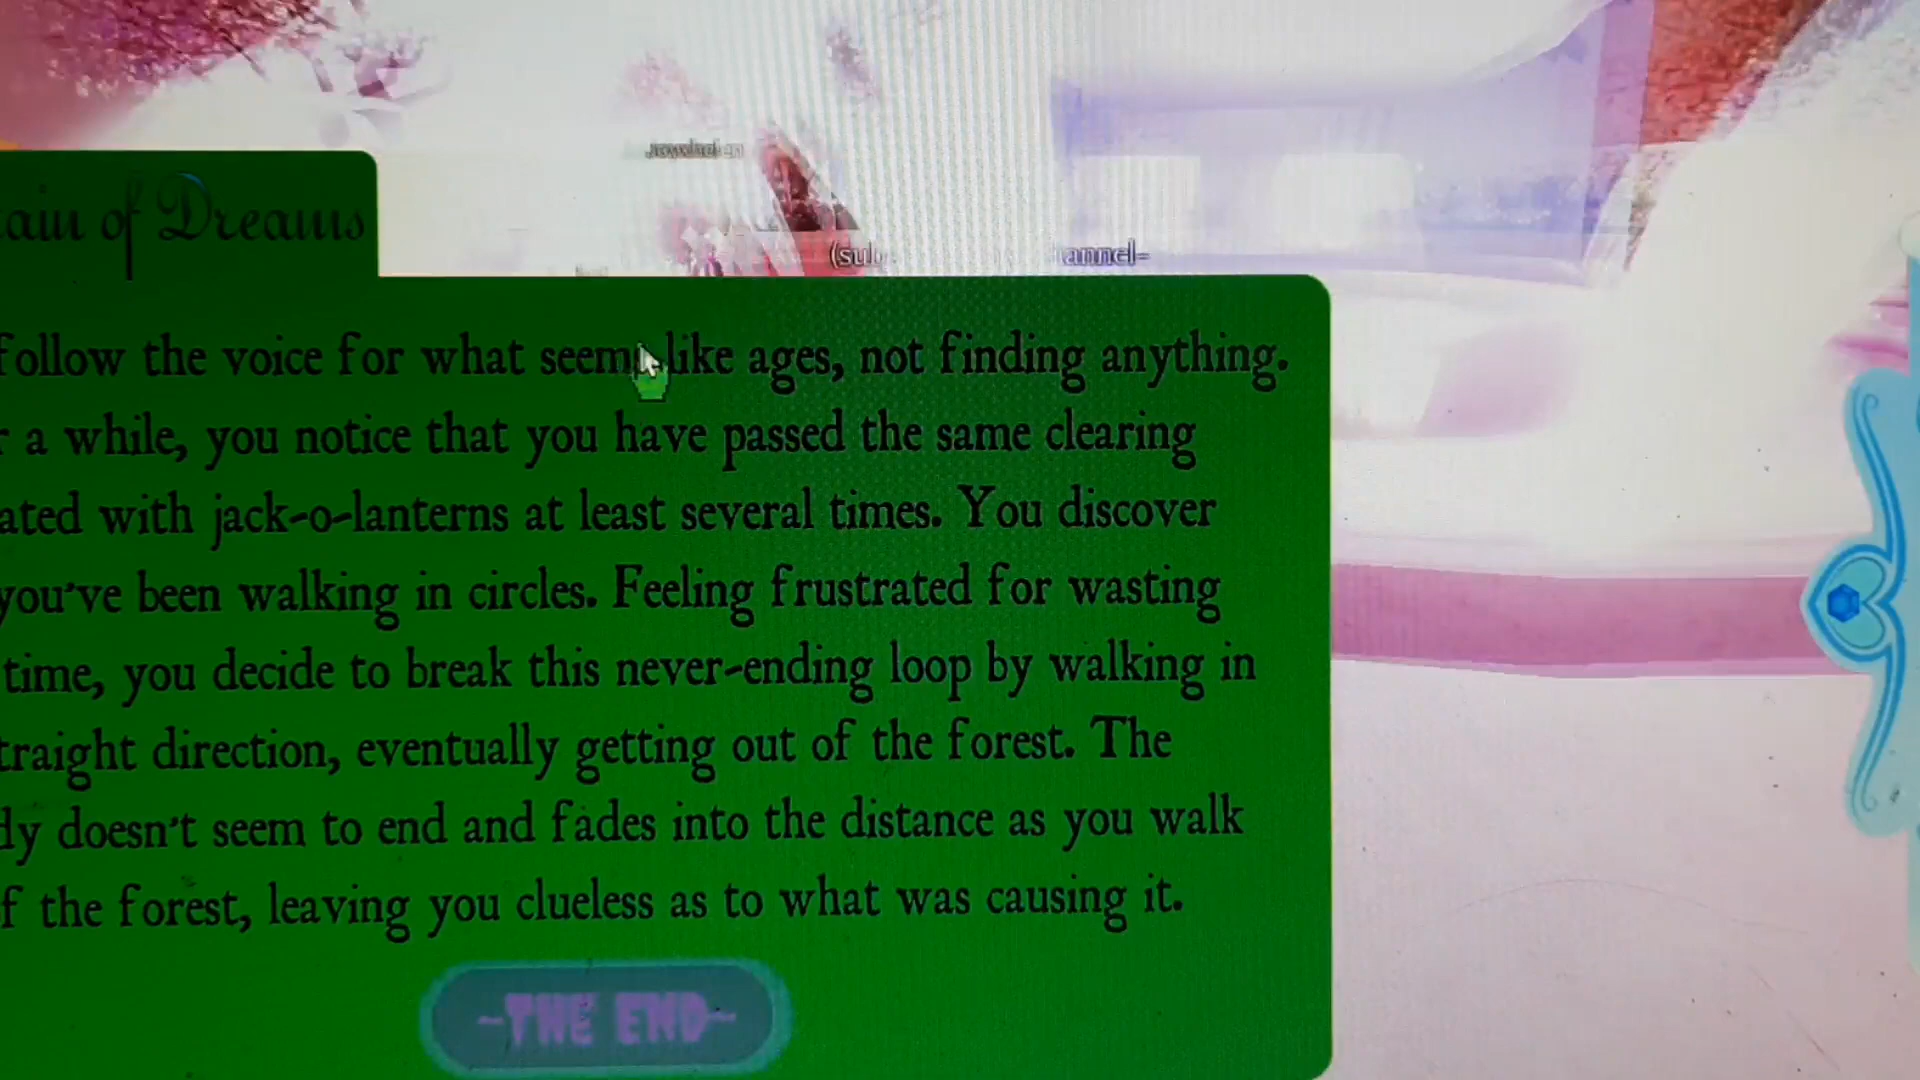 of Dreams
follow the voice for what seems like ages, not finding anything.
a while, you notice that you have passed the same clearing
ated with jack-o-lanterns at least several times. You discover
you've been walking in circles. Feeling frustrated for wasting
time, you decide to break this never-ending loop by walking in
traight direction, eventually getting out of the forest. The
dy doesn't seem to end and fades into the distance as you walk
f the forest, leaving you clueless as to what was causing it.
~THE END~